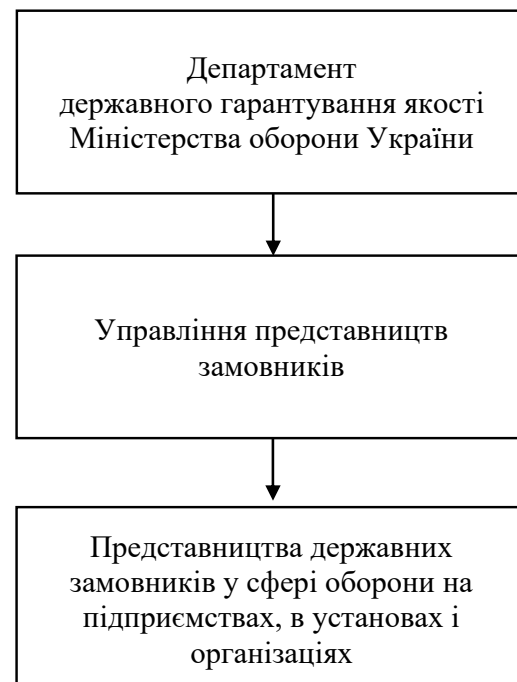 Департамент
державного гарантування якості
Міністерства оборони України
Управління представництв
замовників
Представництва державних
замовників у сфері оборони на
підприємствах, в установах і
організаціях